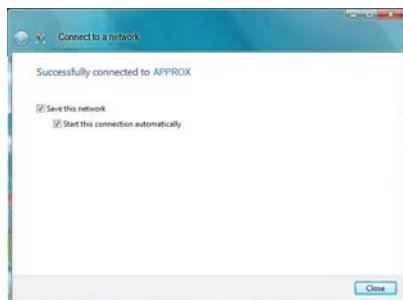 Connect to a network
Successfully connected to APPROX
Save this network
Start this connection automatically
Close